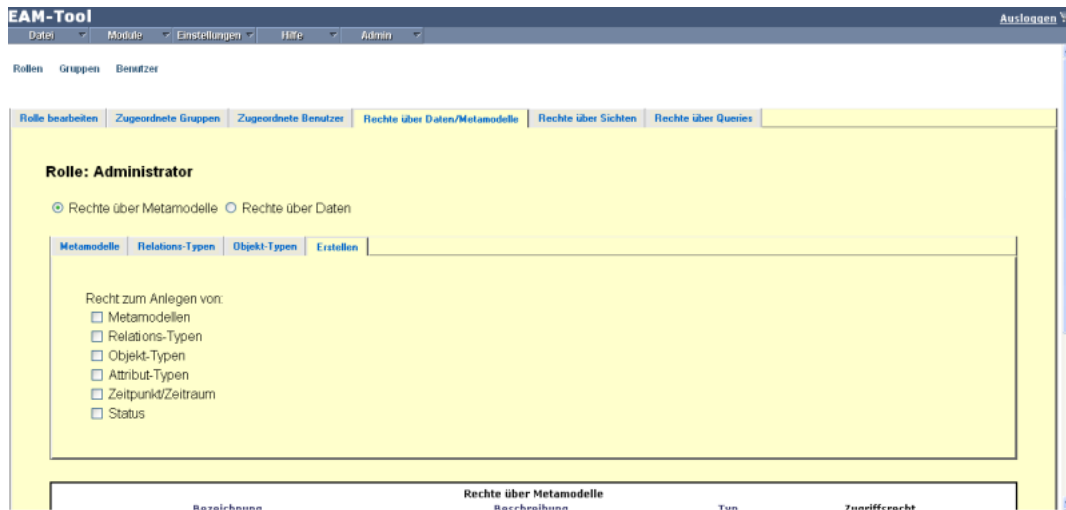 EAM-Tool
Ausloggen
Datei Module Einstellungen Hilfe Admin
Rollen Gruppen Benutzer
Rolle bearbeiten Zugeordnete Gruppen Zugeordnete Benutzer Rechte über Daten/Metamodelle Rechte über Sichten Rechte über Queries
Rolle: Administrator
Rechte über Metamodelle Rechte über Daten
Metamodelle Relations-Typen Objekt-Typen Erstellen
Recht zum Anlegen von:
Metamodellen
Relations-Typen
Objekt-Typen
Attribut-Typen
Zeitpunkt/Zeitraum
Status
Rechte über Metamodelle
Bezeichnung Beschreibung Typ Zugriffsrecht